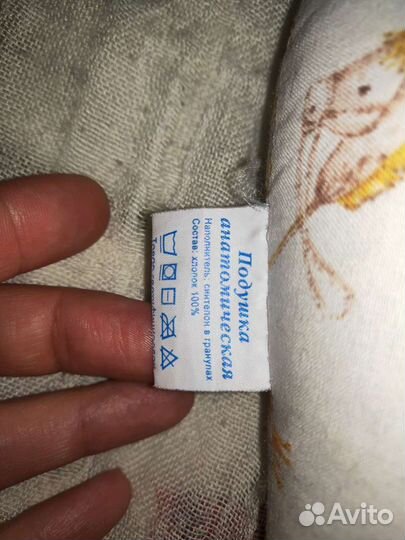 Подушка
анатомическая
Наполнитель: синтепон в гранулах
Состав: хлопок 100%
Avito